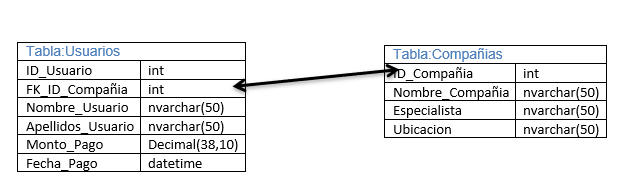 Tabla:Usuarios
ID_Usuario int
FK_ID_Compañia int
Nombre_Usuario nvarchar(50)
Apellidos_Usuario nvarchar(50)
Monto_Pago Decimal(38,10)
Fecha_Pago datetime
Tabla:Compañias
ID_Compañia int
Nombre_Compañia nvarchar(50)
Especialista nvarchar(50)
Ubicacion nvarchar(50)